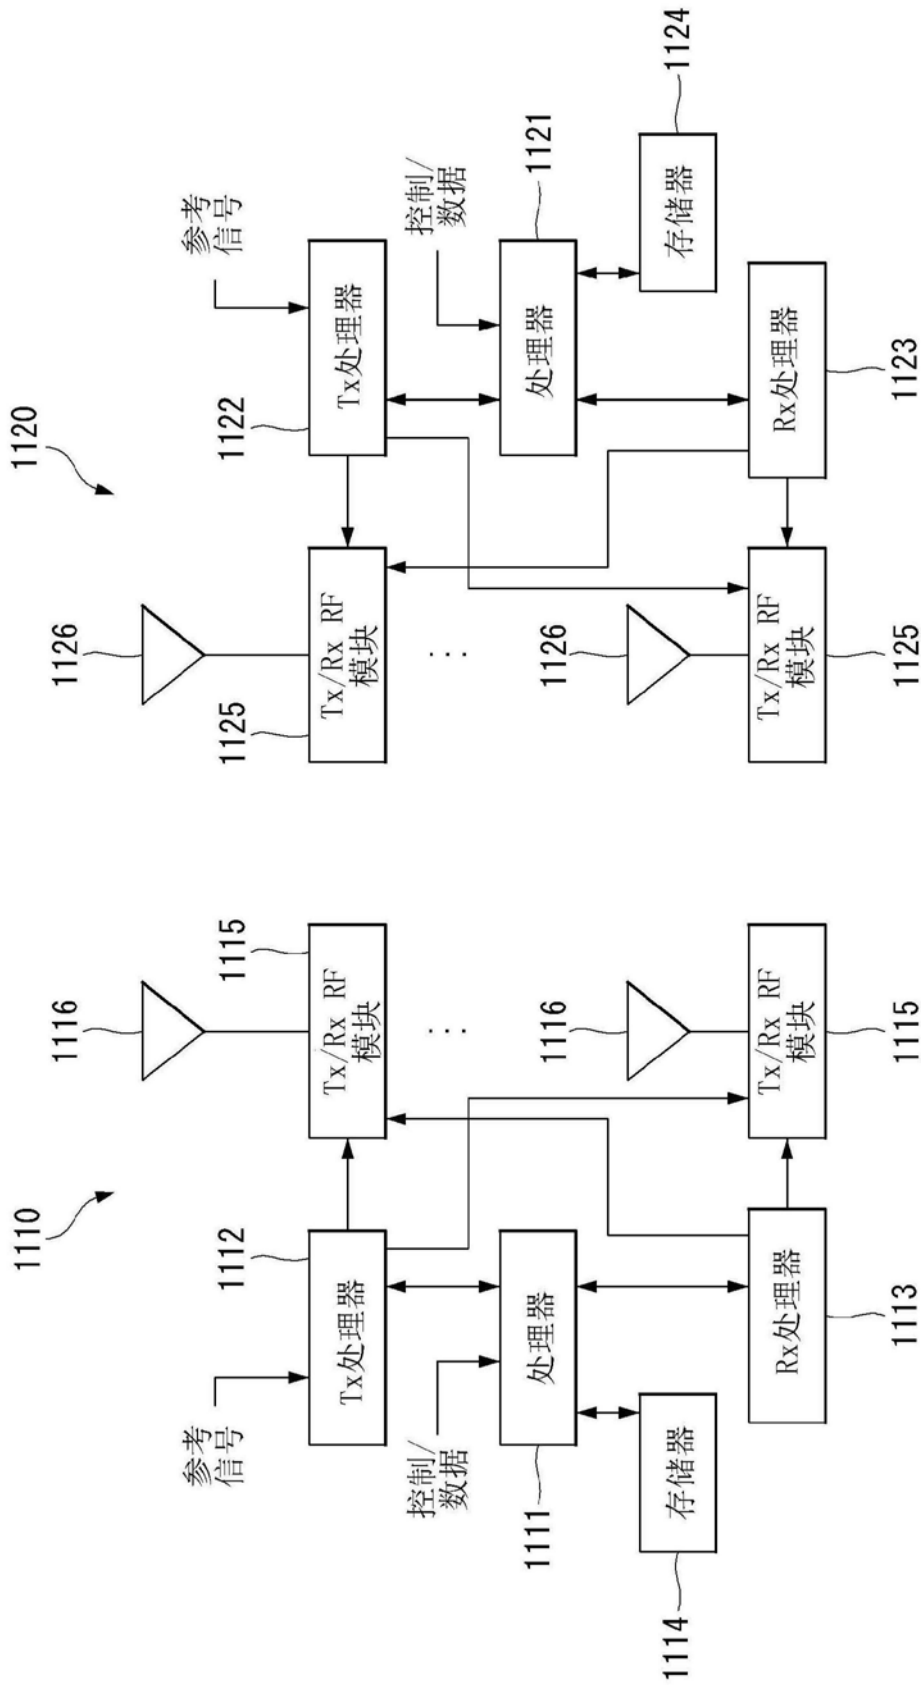 1110
1116
1115
参考
信号
1112
Tx处理器
Tx/Rx RF
模块
控制/
数据
处理器
1111
...
1116
存储器
1114
Rx处理器
1113
Tx/Rx RF
模块
1115
1120
1126
1125
Tx/Rx RF
模块
1122
Tx处理器
参考
信号
...
控制/
数据
处理器
1121
1126
存储器
1124
Tx/Rx RF
模块
1125
Rx处理器
1123